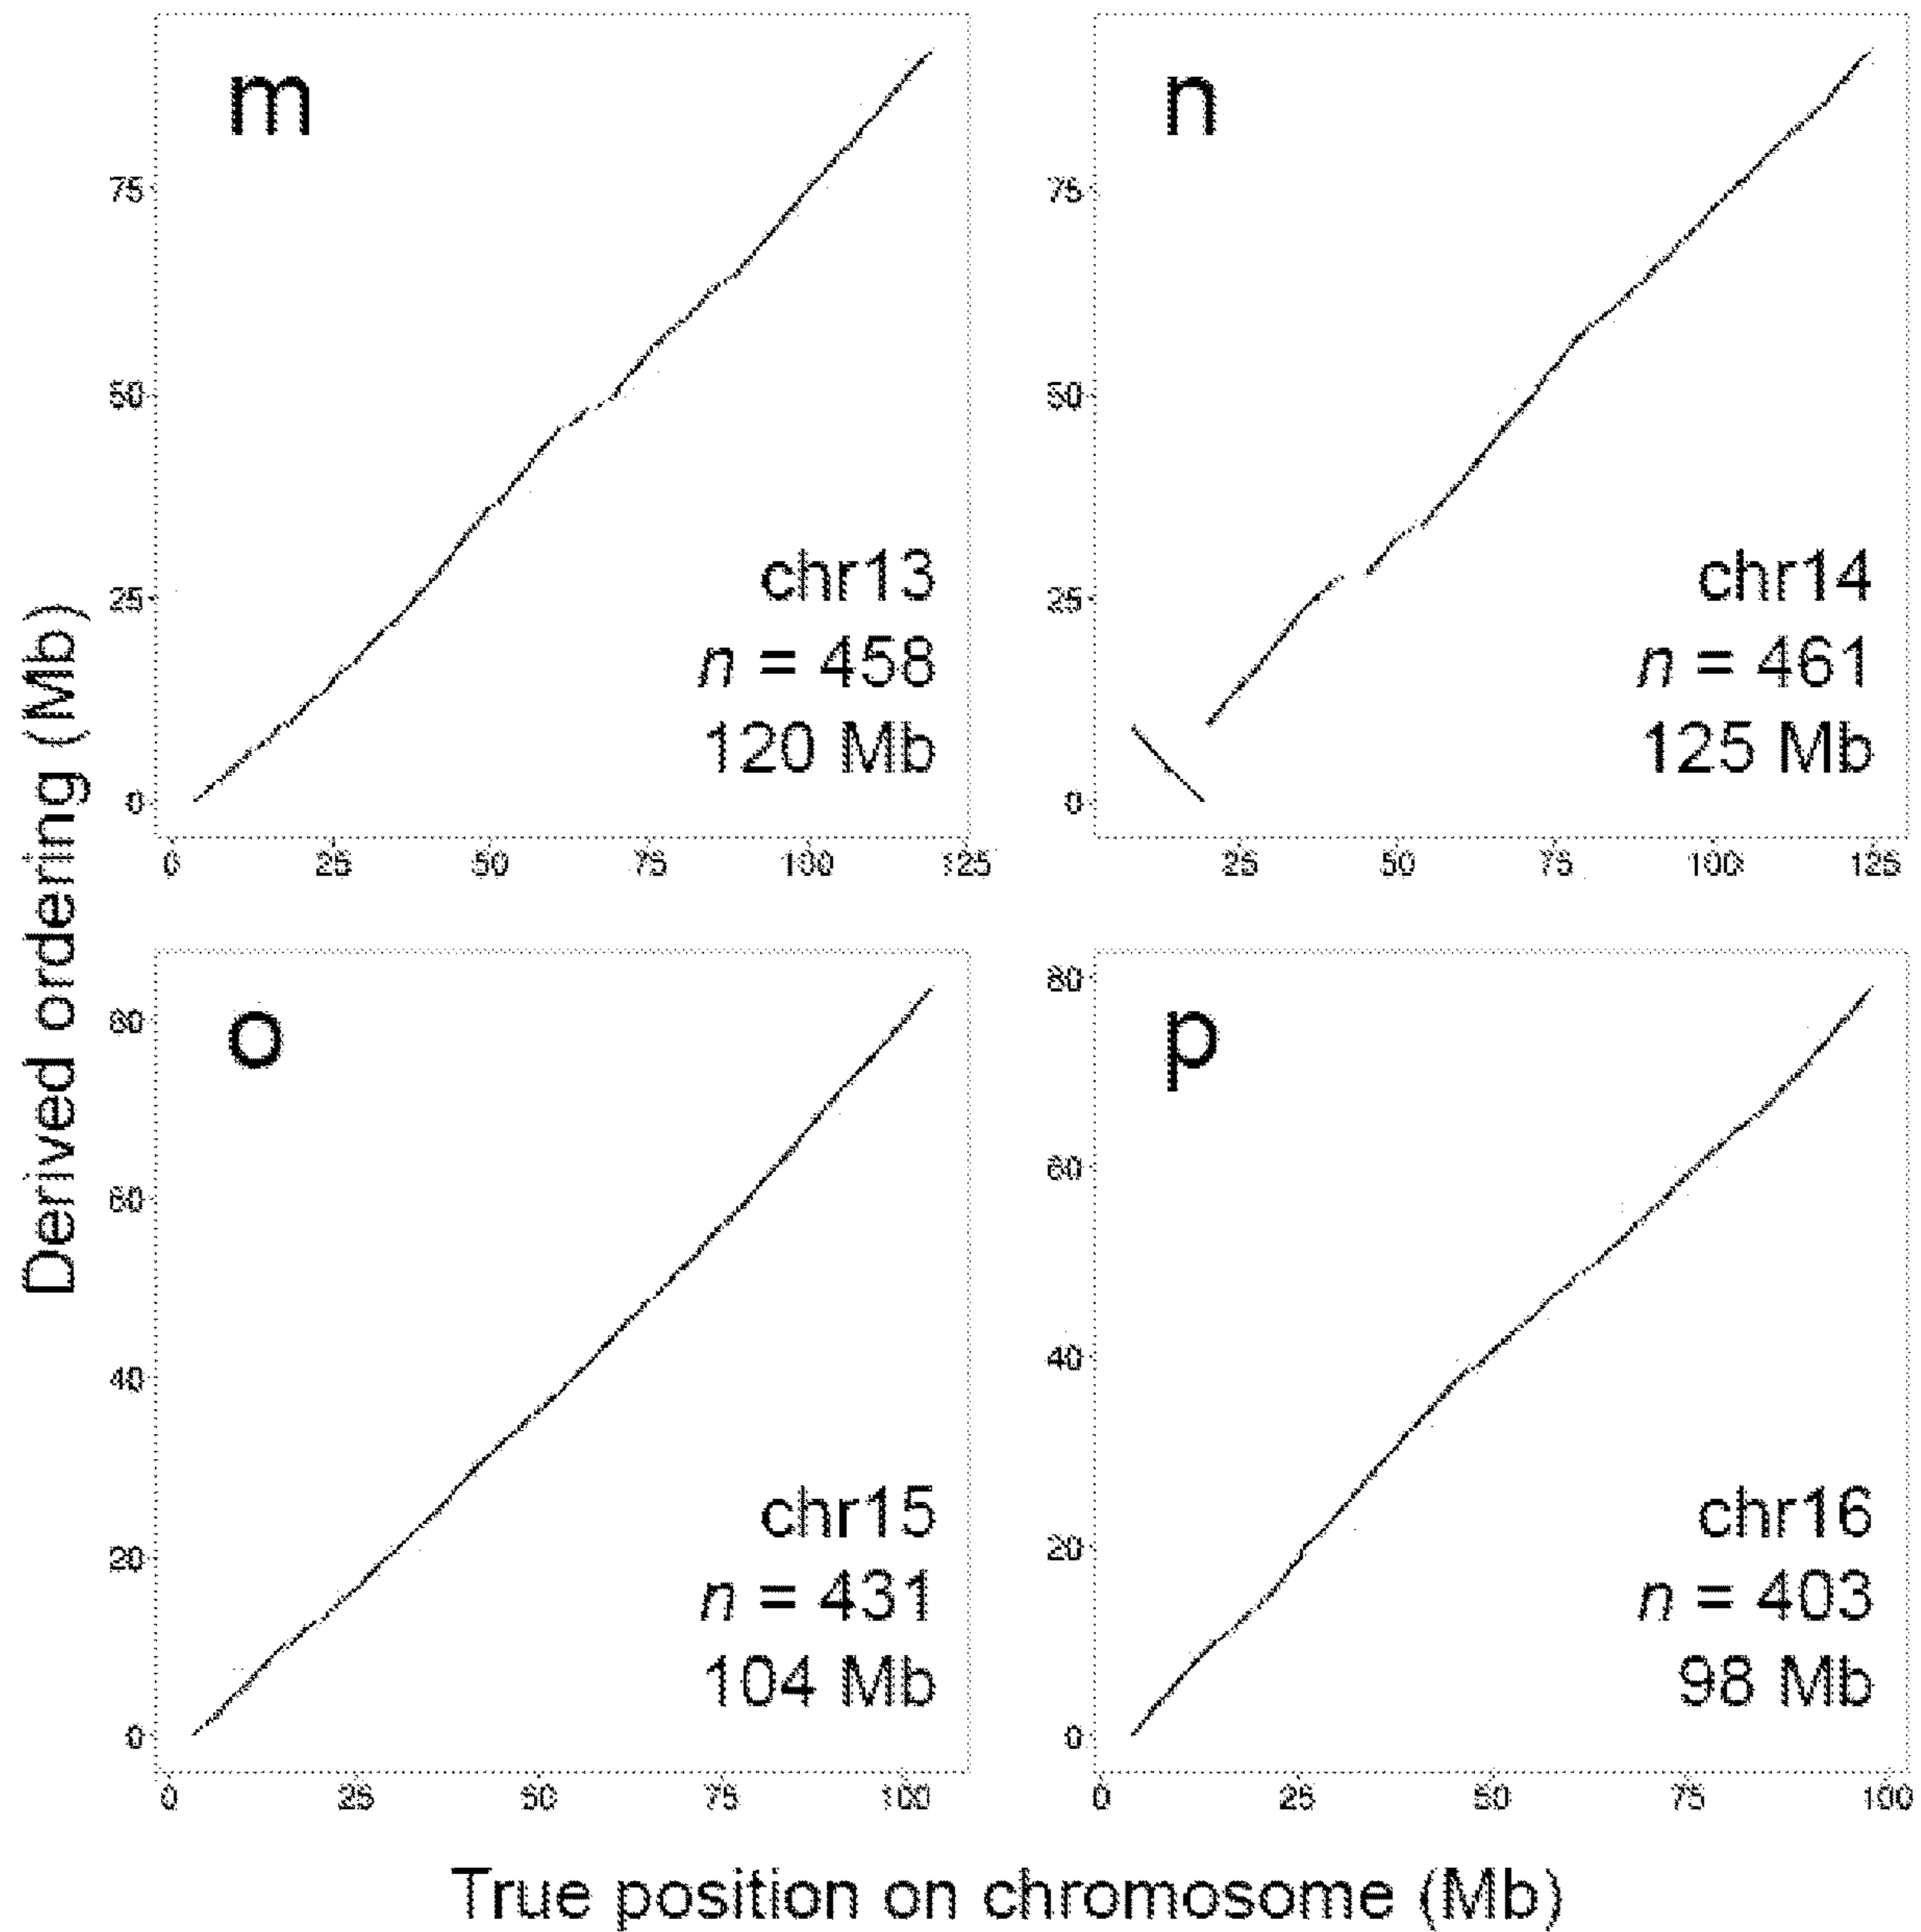 Derived ordering (Mb)
m
75
50
25
0
0 25 50 75 100 125
chr13
n = 458
120 Mb
n
75
50
25
0
25 50 75 100 125
chr14
n = 461
125 Mb
o
80
60
40
20
0
0 25 50 75 100
chr15
n = 431
104 Mb
p
80
60
40
20
0
0 25 50 75 100
chr16
n = 403
98 Mb
True position on chromosome (Mb)